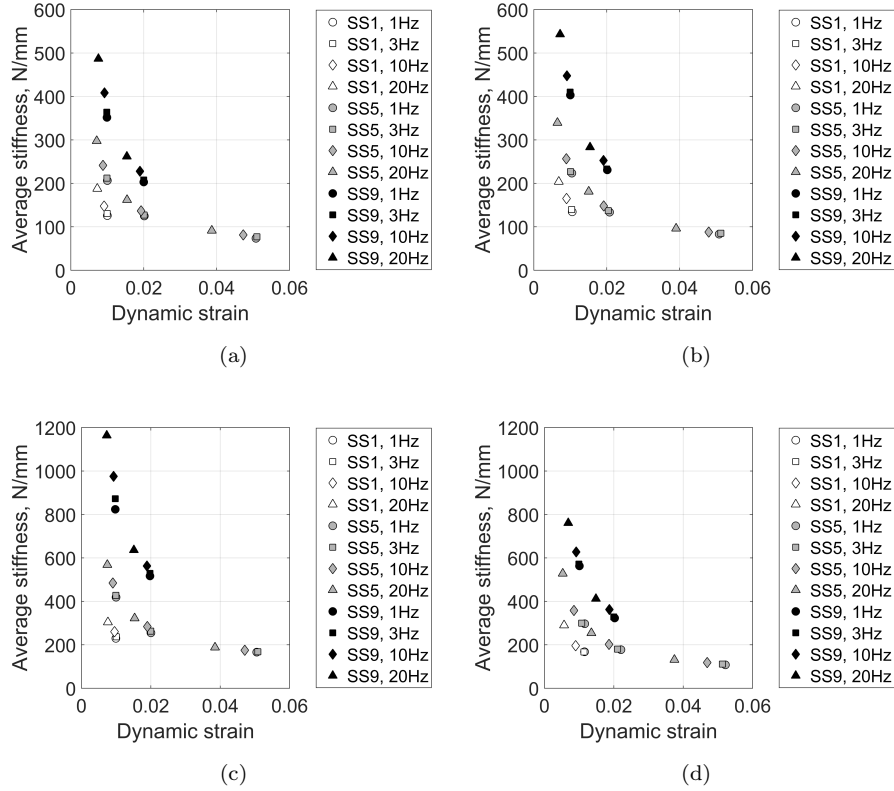 600
500
400
300
200
100
0
0
0.02
0.04
0.06
Average stiffness, N/mm
Dynamic strain
SS1, 1Hz
SS1, 3Hz
SS1, 10Hz
SS1, 20Hz
SS5, 1Hz
SS5, 3Hz
SS5, 10Hz
SS5, 20Hz
SS9, 1Hz
SS9, 3Hz
SS9, 10Hz
SS9, 20Hz
(a)
600
500
400
300
200
100
0
0
0.02
0.04
0.06
Average stiffness, N/mm
Dynamic strain
SS1, 1Hz
SS1, 3Hz
SS1, 10Hz
SS1, 20Hz
SS5, 1Hz
SS5, 3Hz
SS5, 10Hz
SS5, 20Hz
SS9, 1Hz
SS9, 3Hz
SS9, 10Hz
SS9, 20Hz
(b)
1200
1000
800
600
400
200
0
0
0.02
0.04
0.06
Average stiffness, N/mm
Dynamic strain
SS1, 1Hz
SS1, 3Hz
SS1, 10Hz
SS1, 20Hz
SS5, 1Hz
SS5, 3Hz
SS5, 10Hz
SS5, 20Hz
SS9, 1Hz
SS9, 3Hz
SS9, 10Hz
SS9, 20Hz
(c)
1200
1000
800
600
400
200
0
0
0.02
0.04
0.06
Average stiffness, N/mm
Dynamic strain
SS1, 1Hz
SS1, 3Hz
SS1, 10Hz
SS1, 20Hz
SS5, 1Hz
SS5, 3Hz
SS5, 10Hz
SS5, 20Hz
SS9, 1Hz
SS9, 3Hz
SS9, 10Hz
SS9, 20Hz
(d)